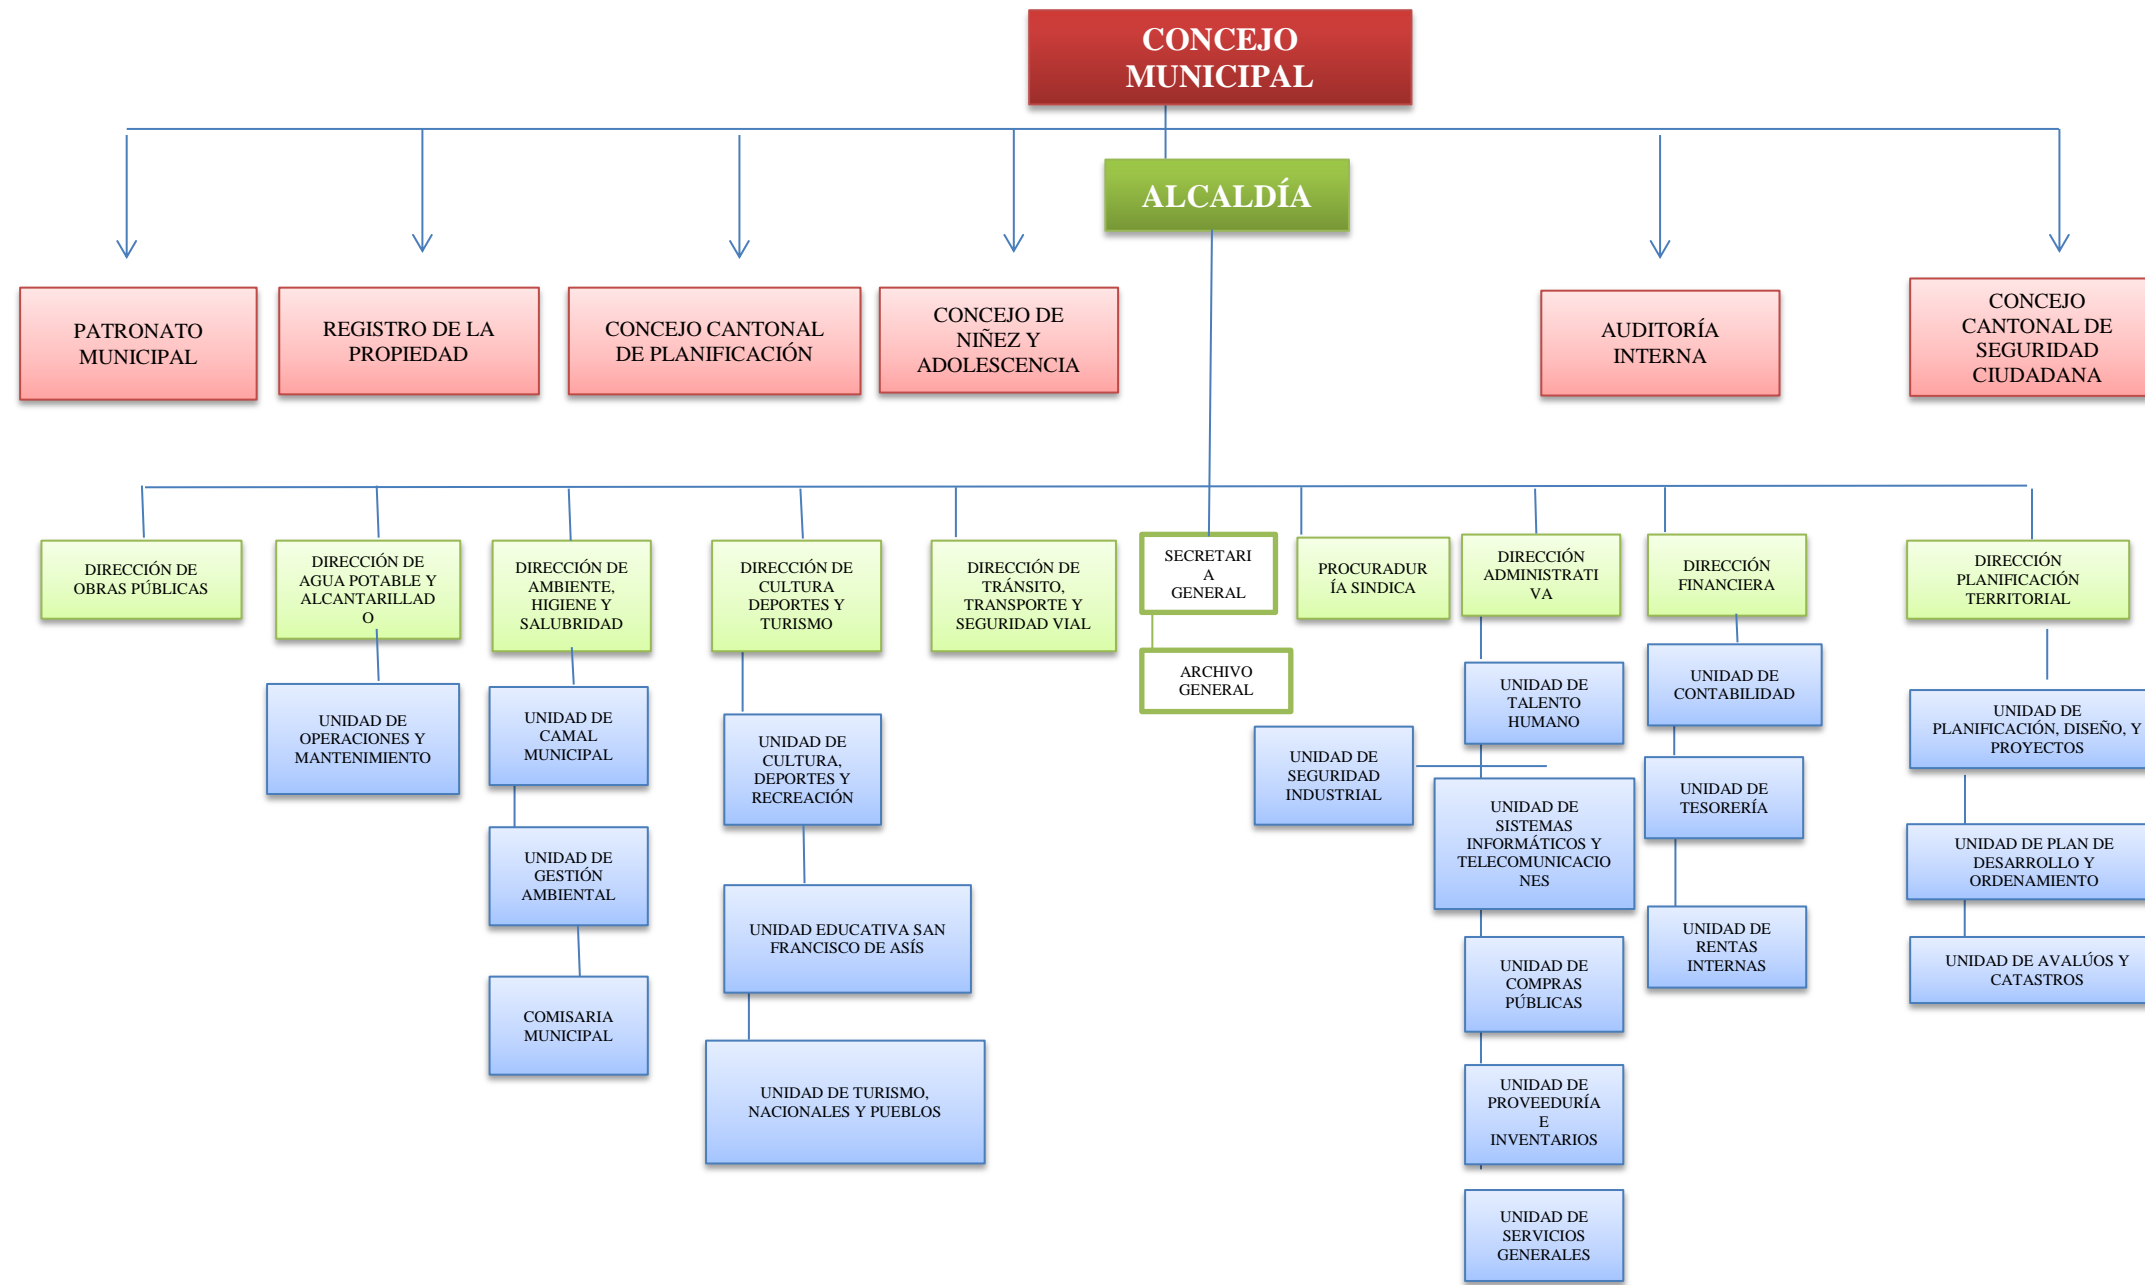 CONCEJO
MUNICIPAL
ALCALDÍA
PATRONATO
MUNICIPAL
REGISTRO DE LA
PROPIEDAD
CONCEJO CANTONAL
DE PLANIFICACIÓN
CONCEJO DE
NIÑEZ Y
ADOLESCENCIA
AUDITORÍA
INTERNA
CONCEJO
CANTONAL DE
SEGURIDAD
CIUDADANA
DIRECCIÓN DE
OBRAS PÚBLICAS
DIRECCIÓN DE
AGUA POTABLE Y
ALCANTARILLAD
O
DIRECCIÓN DE
AMBIENTE,
HIGIENE Y
SALUBRIDAD
DIRECCIÓN DE
CULTURA
DEPORTES Y
TURISMO
DIRECCIÓN DE
TRÁNSITO,
TRANSPORTE Y
SEGURIDAD VIAL
SECRETARI
A
GENERAL
PROCURADUR
ÍA SINDICA
DIRECCIÓN
ADMINISTRATI
VA
DIRECCIÓN
FINANCIERA
DIRECCIÓN
PLANIFICACIÓN
TERRITORIAL
ARCHIVO
GENERAL
UNIDAD DE
OPERACIONES Y
MANTENIMIENTO
UNIDAD DE
CAMAL
MUNICIPAL
UNIDAD DE
GESTIÓN
AMBIENTAL
COMISARIA
MUNICIPAL
UNIDAD DE
CULTURA,
DEPORTES Y
RECREACIÓN
UNIDAD EDUCATIVA SAN
FRANCISCO DE ASÍS
UNIDAD DE TURISMO,
NACIONALES Y PUEBLOS
UNIDAD DE
SEGURIDAD
INDUSTRIAL
UNIDAD DE
TALENTO
HUMANO
UNIDAD DE
SISTEMAS
INFORMÁTICOS Y
TELECOMUNICACIO
NES
UNIDAD DE
COMPRAS
PÚBLICAS
UNIDAD DE
PROVEEDURÍA
E
INVENTARIOS
UNIDAD DE
SERVICIOS
GENERALES
UNIDAD DE
CONTABILIDAD
UNIDAD DE
TESORERÍA
UNIDAD DE
RENTAS
INTERNAS
UNIDAD DE
PLANIFICACIÓN, DISEÑO, Y
PROYECTOS
UNIDAD DE PLAN DE
DESARROLLO Y
ORDENAMIENTO
UNIDAD DE AVALÚOS Y
CATASTROS